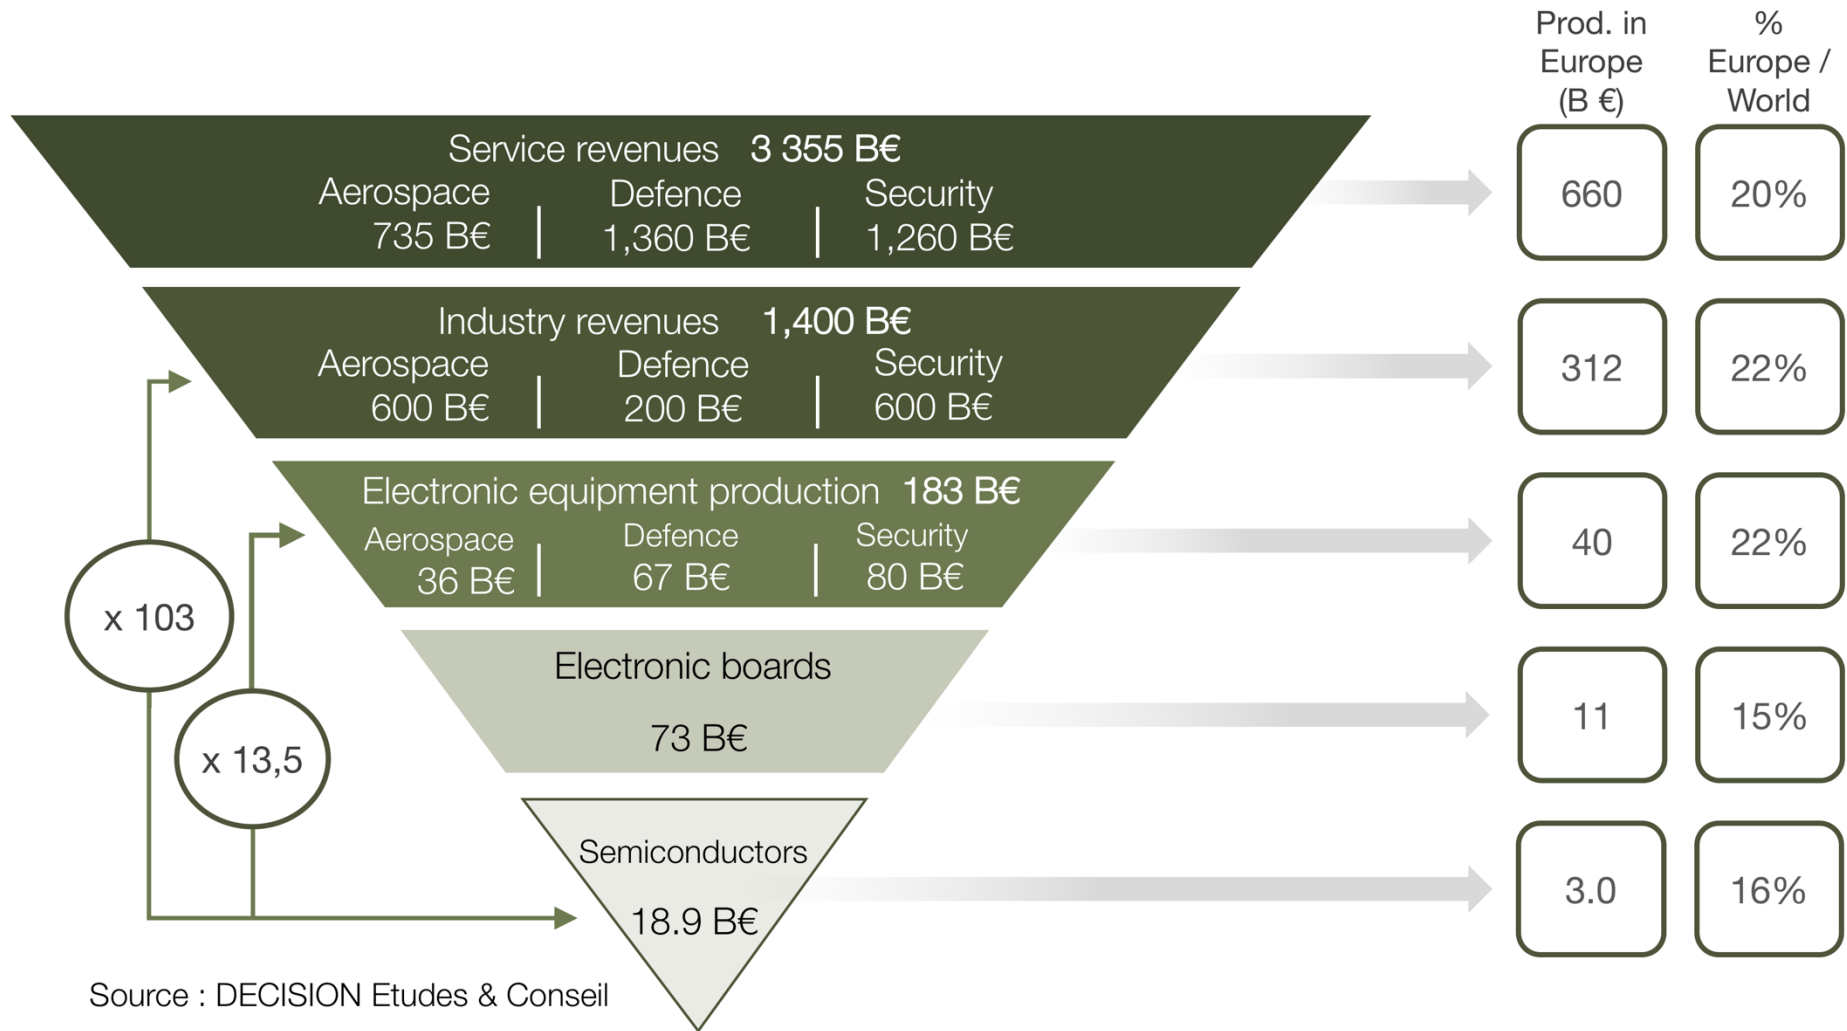 Prod. in
Europe
(B €)
%
Europe /
World
Service revenues 3 355 B€
Aerospace Defence Security
735 B€ 1,360 B€ 1,260 B€
660 20%
Industry revenues 1,400 B€
Aerospace Defence Security
600 B€ 200 B€ 600 B€
312 22%
Electronic equipment production 183 B€
Aerospace Defence Security
36 B€ 67 B€ 80 B€
40 22%
x 103
Electronic boards
73 B€
11 15%
x 13,5
Semiconductors
18.9 B€
3.0 16%
Source : DECISION Etudes & Conseil